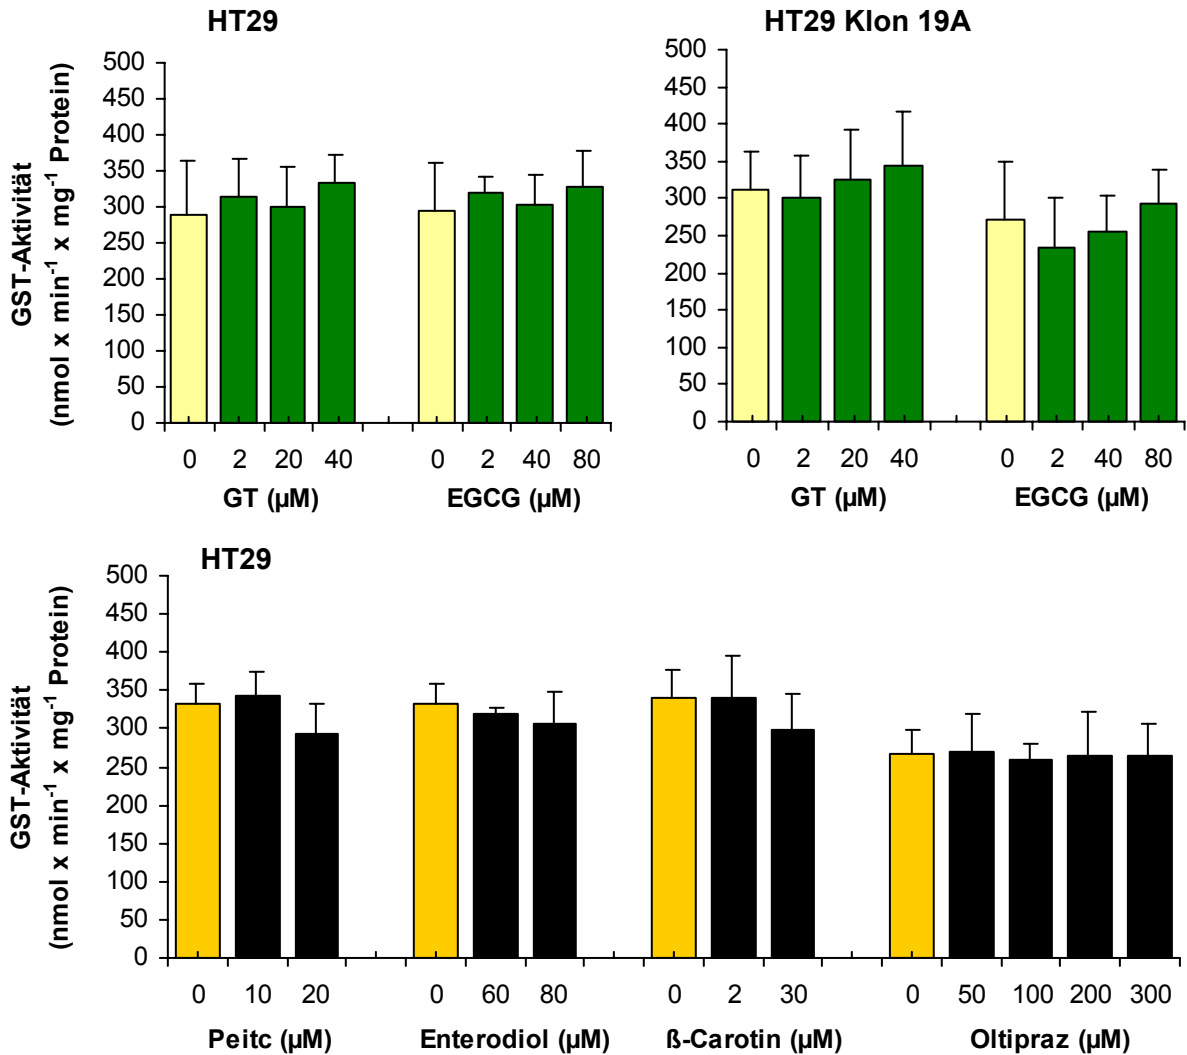 HT29
GST-Aktivität
(nmol x min-1 x mg-1 Protein)
500
450
400
350
300
250
200
150
100
50
0
0 2 20 40 0 2 40 80
GT (µM) EGCG (µM)
HT29 Klon 19A
500
450
400
350
300
250
200
150
100
50
0
0 2 20 40 0 2 40 80
GT (µM) EGCG (µM)
HT29
GST-Aktivität
(nmol x min-1 x mg-1 Protein)
500
450
400
350
300
250
200
150
100
50
0
0 10 20 0 60 80 0 2 30 0 50 100 200 300
Peitc (µM) Enterodiol (µM) ß-Carotin (µM) Oltipraz (µM)